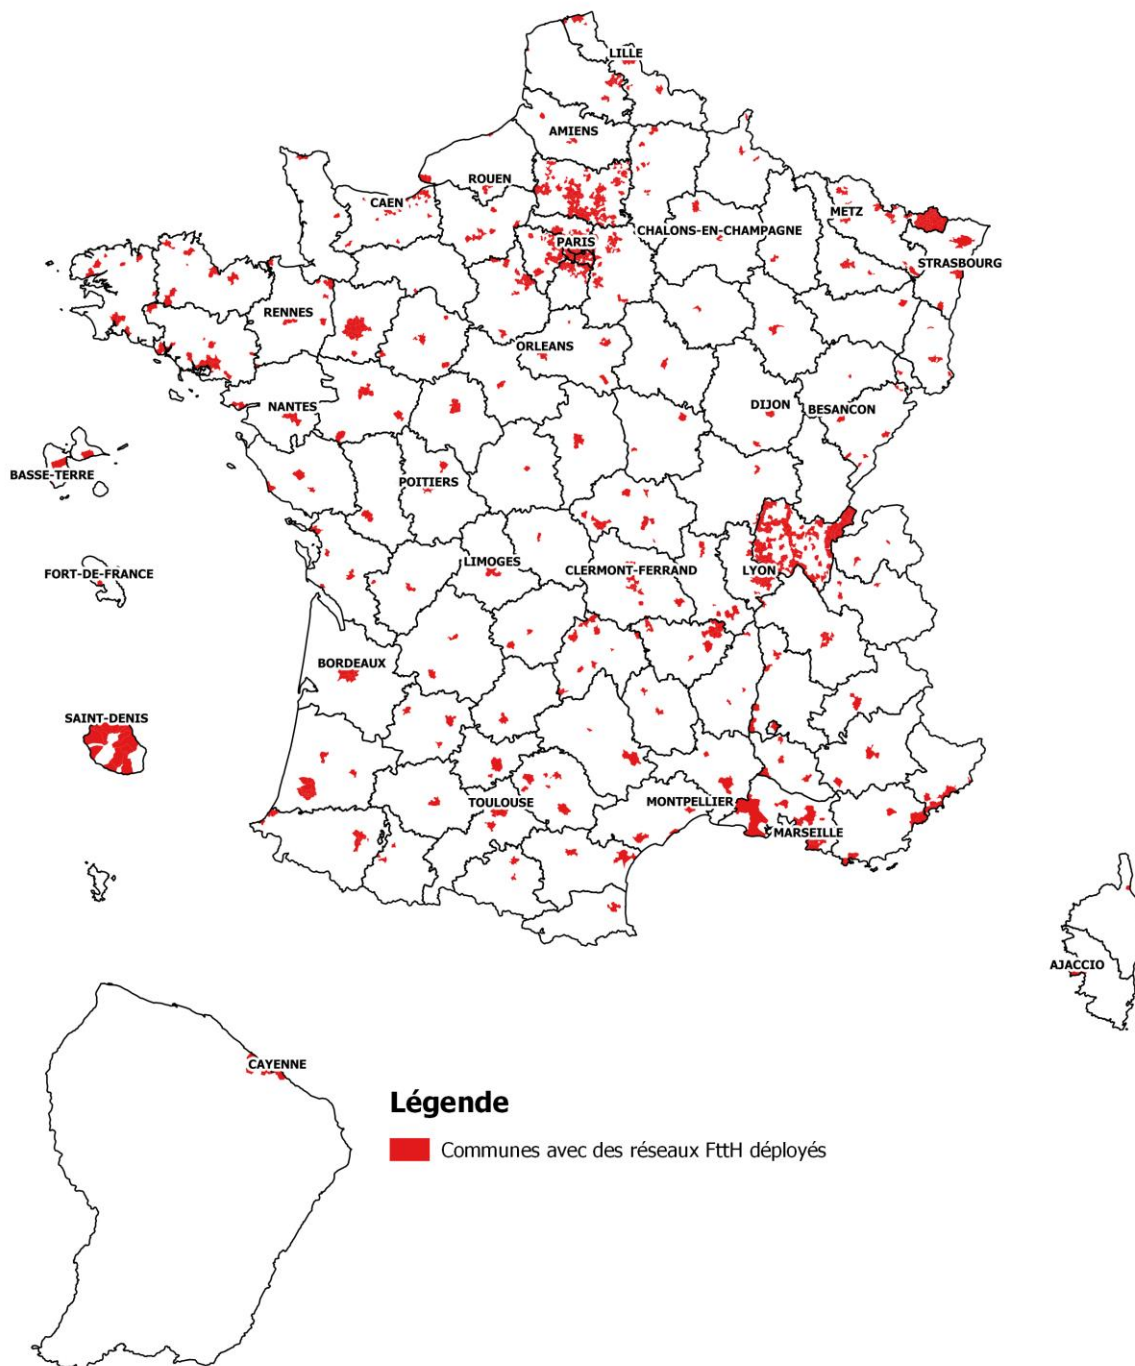 LILLE
AMIENS
ROUEN
CAEN
METZ
PARIS
CHALONS-EN-CHAMPAGNE
STRASBOURG
RENNES
ORLEANS
NANTES
DIJON
BESANCON
BASSE-TERRE
POITIERS
FORT-DE-FRANCE
LIMOGES
CLERMONT-FERRAND
LYON
BORDEAUX
SAINT-DENIS
TOULOUSE
MONTPELLIER
MARSEILLE
AJACCIO
CAYENNE
Légende
Communes avec des réseaux FttH déployés